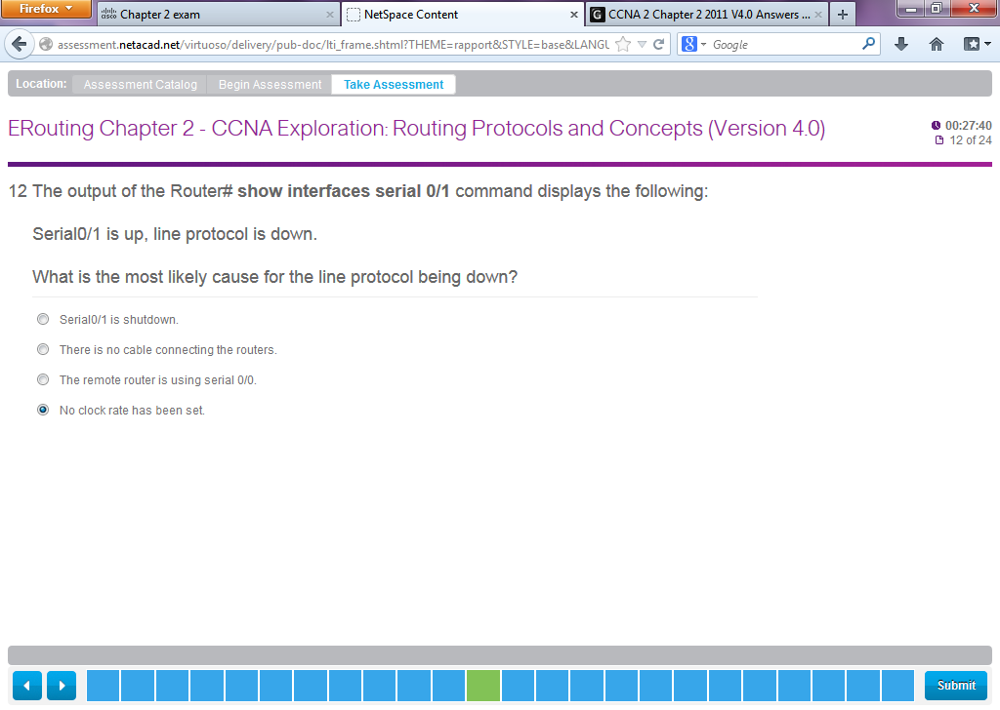 Firefox
cisco Chapter 2 exam
NetSpace Content
G CCNA 2 Chapter 2 2011 V4.0 Answers ...
assessment.netacad.net/virtuoso/delivery/pub-doc/lti_frame.shtml?THEME=rapport&STYLE=base&LANGL
8 Google
Location: Assessment Catalog Begin Assessment Take Assessment
ERouting Chapter 2 - CCNA Exploration: Routing Protocols and Concepts (Version 4.0)
00:27:40
12 of 24
12 The output of the Router# show interfaces serial 0/1 command displays the following:
Serial0/1 is up, line protocol is down.
What is the most likely cause for the line protocol being down?
Serial0/1 is shutdown.
There is no cable connecting the routers.
The remote router is using serial 0/0.
No clock rate has been set.
Submit